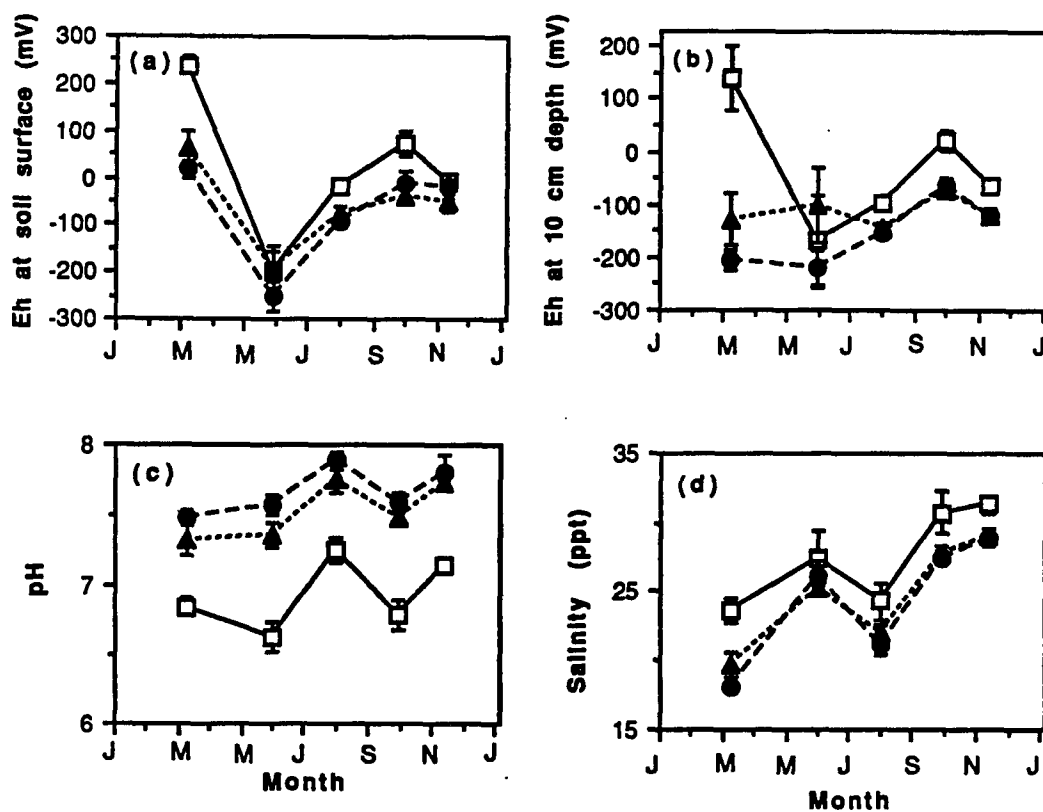 Eh at soil surface (mV)
300
200
100
0
-100
-200
-300
(a)
J M M J S N J
Eh at 10 cm depth (mV)
200
100
0
-100
-200
-300
(b)
J M M J S N J
pH
8
7
6
(c)
J M M J S N J
Month
Salinity (ppt)
35
25
15
(d)
J M M J S N J
Month